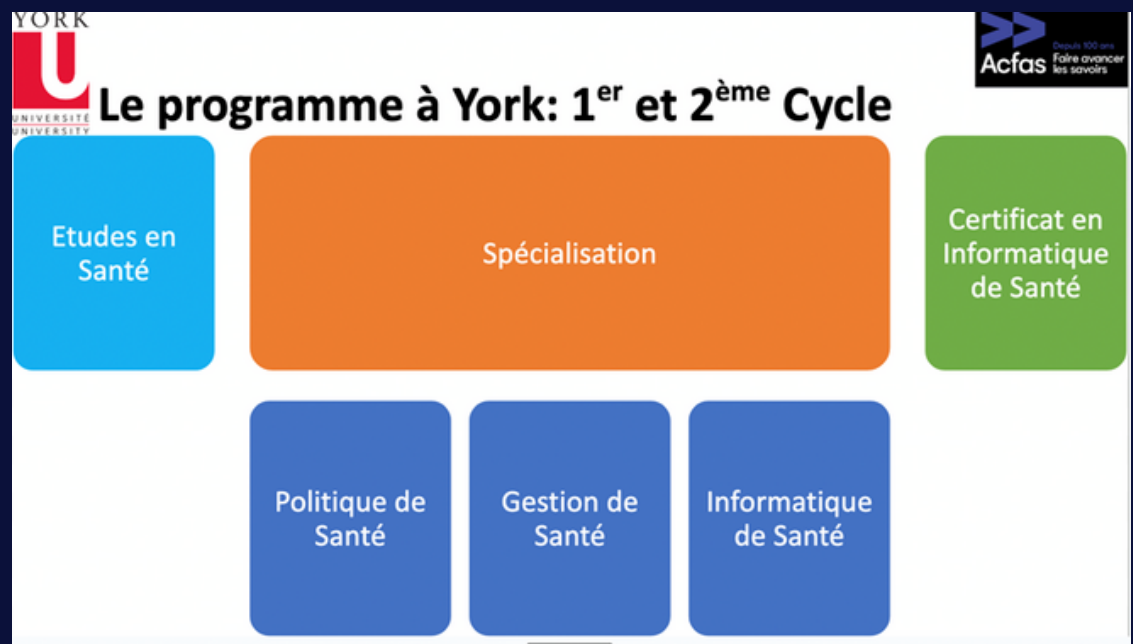 YORK
U
UNIVERSITÉ
UNIVERSITY
Acfas
Depuis 100 ans
Faire avancer
les savoirs
Le programme à York: 1er et 2ème Cycle
Etudes en
Santé
Spécialisation
Certificat en
Informatique
de Santé
Politique de
Santé
Gestion de
Santé
Informatique
de Santé